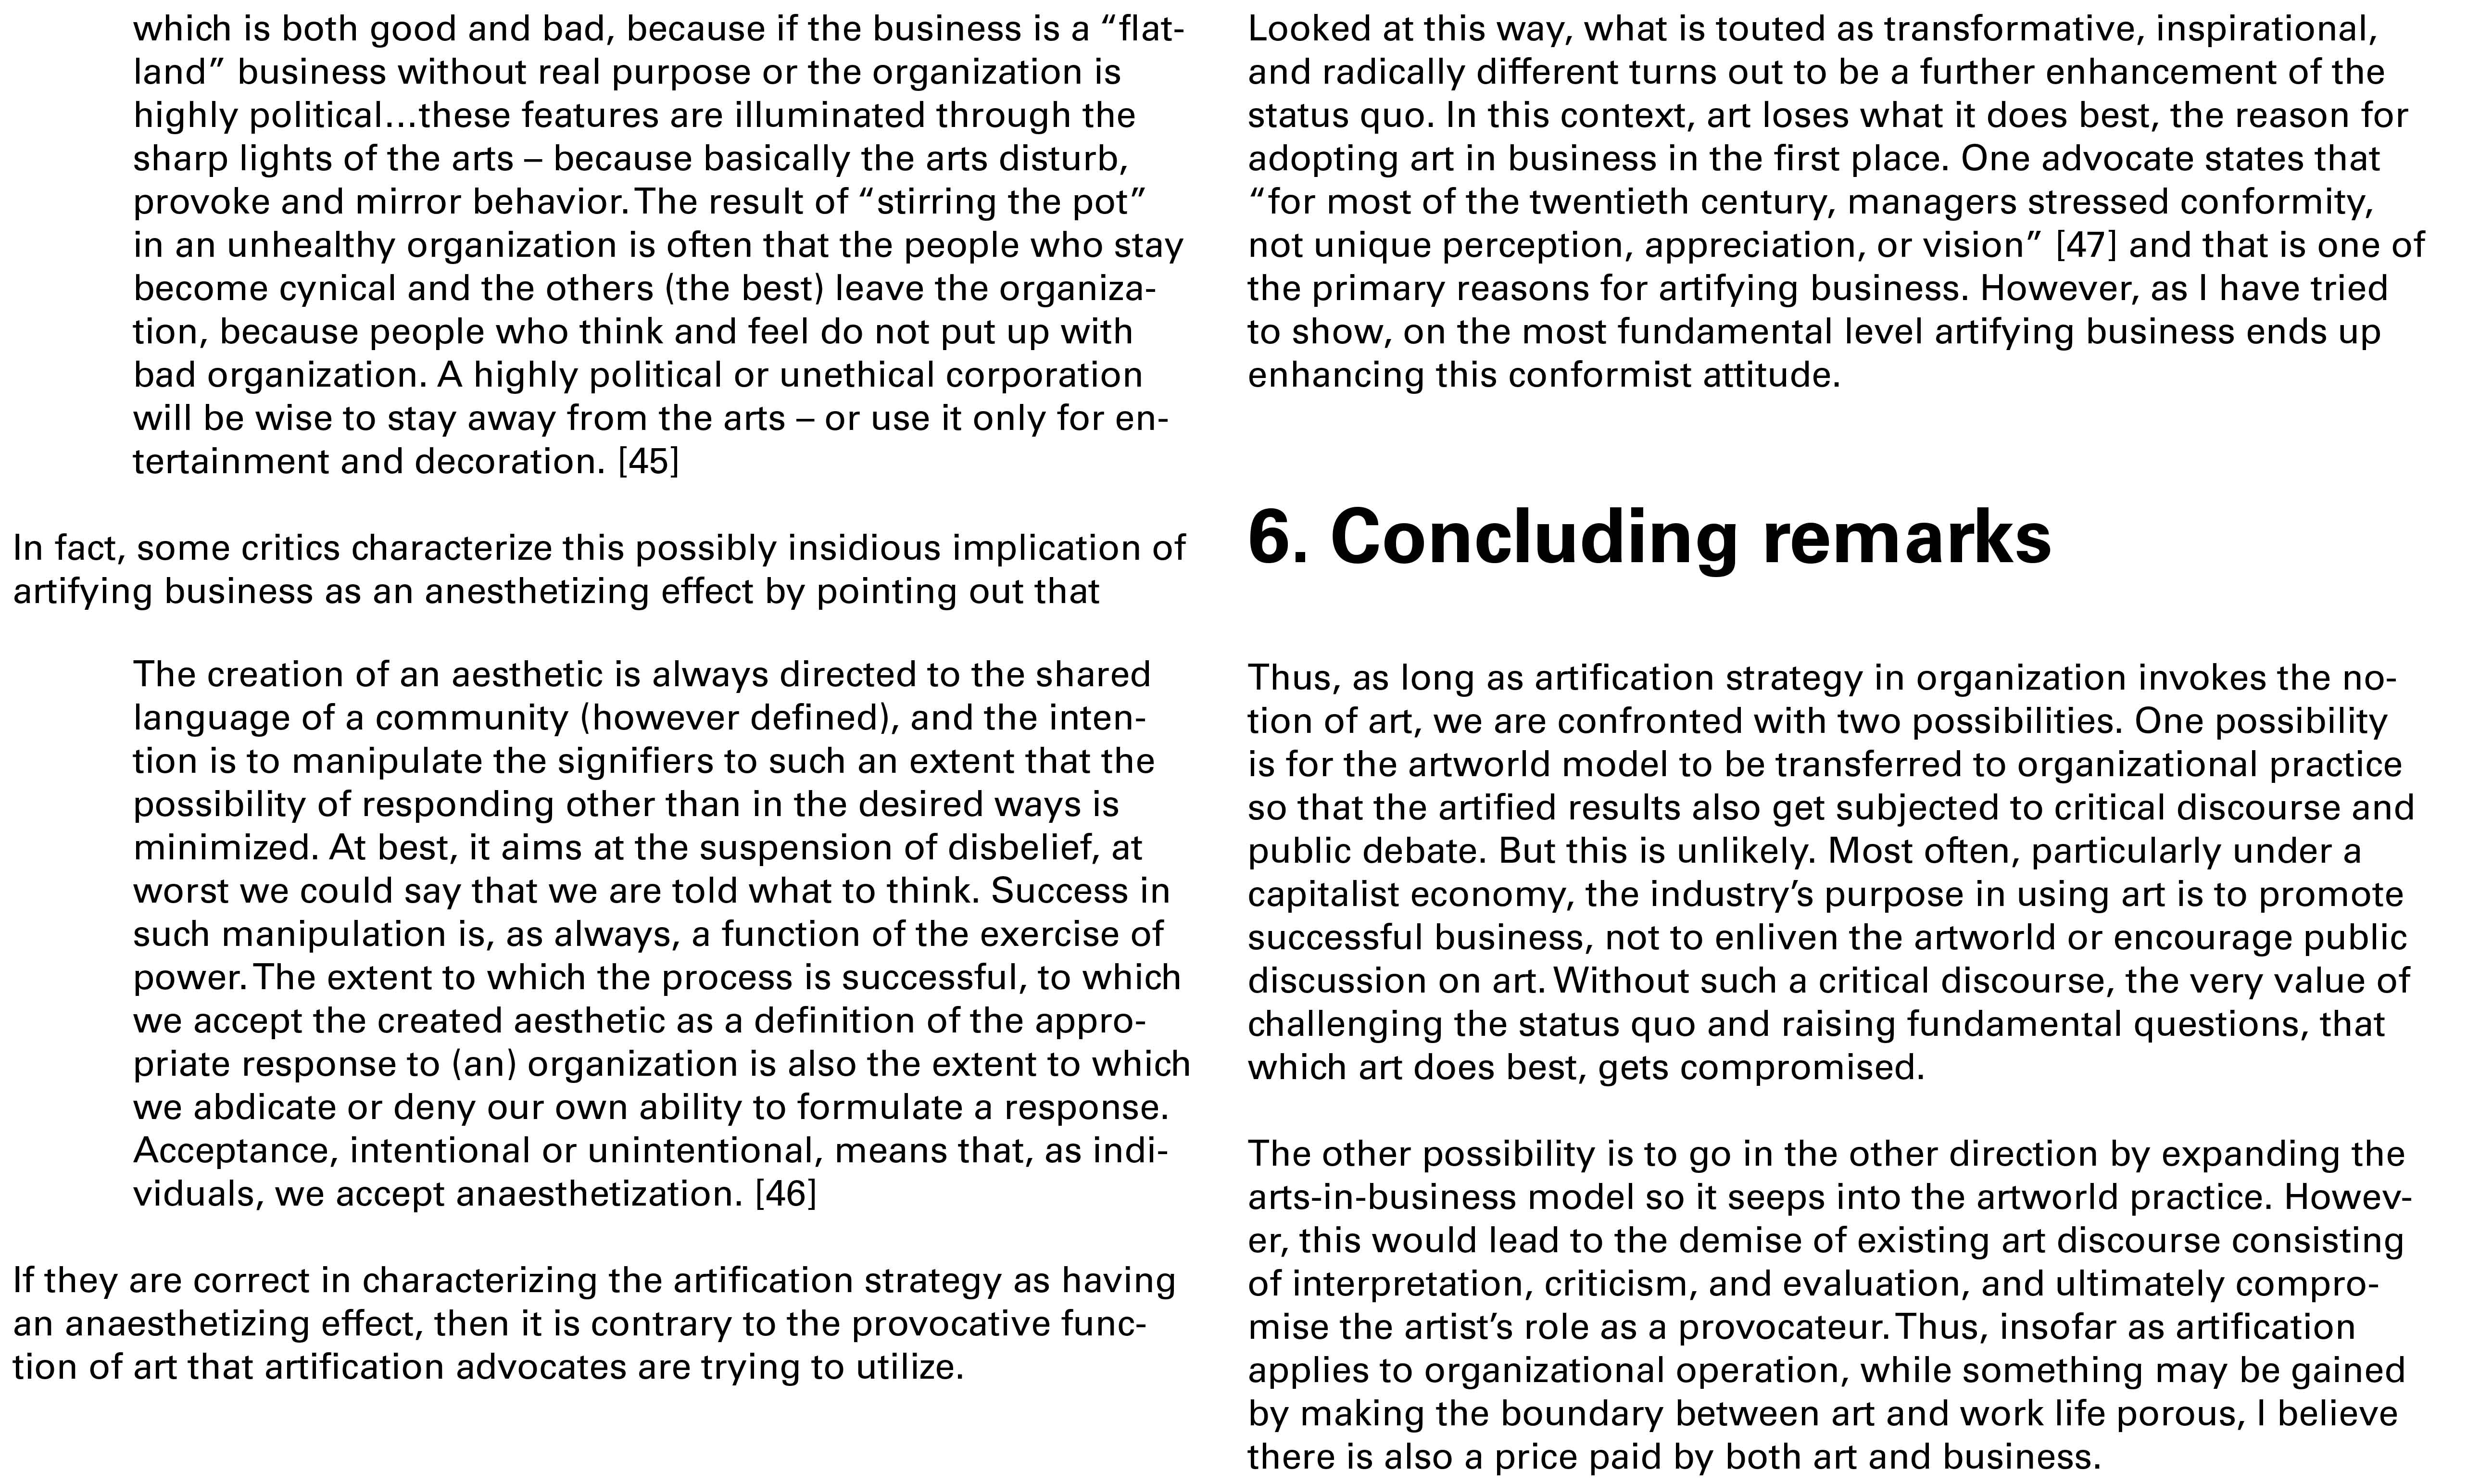 which is both good and bad, because if the business is a “flat-
land” business without real purpose or the organization is
highly political...these features are illuminated through the
sharp lights of the arts – because basically the arts disturb,
provoke and mirror behavior. The result of “stirring the pot”
in an unhealthy organization is often that the people who stay
become cynical and the others (the best) leave the organiza-
tion, because people who think and feel do not put up with
bad organization. A highly political or unethical corporation
will be wise to stay away from the arts – or use it only for en-
tertainment and decoration. [45]
In fact, some critics characterize this possibly insidious implication of
artifying business as an anesthetizing effect by pointing out that
The creation of an aesthetic is always directed to the shared
language of a community (however defined), and the inten-
tion is to manipulate the signifiers to such an extent that the
possibility of responding other than in the desired ways is
minimized. At best, it aims at the suspension of disbelief, at
worst we could say that we are told what to think. Success in
such manipulation is, as always, a function of the exercise of
power. The extent to which the process is successful, to which
we accept the created aesthetic as a definition of the appro-
priate response to (an) organization is also the extent to which
we abdicate or deny our own ability to formulate a response.
Acceptance, intentional or unintentional, means that, as indi-
viduals, we accept anaesthetization. [46]
If they are correct in characterizing the artification strategy as having
an anaesthetizing effect, then it is contrary to the provocative func-
tion of art that artification advocates are trying to utilize.
Looked at this way, what is touted as transformative, inspirational,
and radically different turns out to be a further enhancement of the
status quo. In this context, art loses what it does best, the reason for
adopting art in business in the first place. One advocate states that
“for most of the twentieth century, managers stressed conformity,
not unique perception, appreciation, or vision” [47] and that is one of
the primary reasons for artifying business. However, as I have tried
to show, on the most fundamental level artifying business ends up
enhancing this conformist attitude.
6. Concluding remarks
Thus, as long as artification strategy in organization invokes the no-
tion of art, we are confronted with two possibilities. One possibility
is for the artworld model to be transferred to organizational practice
so that the artified results also get subjected to critical discourse and
public debate. But this is unlikely. Most often, particularly under a
capitalist economy, the industry’s purpose in using art is to promote
successful business, not to enliven the artworld or encourage public
discussion on art. Without such a critical discourse, the very value of
challenging the status quo and raising fundamental questions, that
which art does best, gets compromised.
The other possibility is to go in the other direction by expanding the
arts-in-business model so it seeps into the artworld practice. Howev-
er, this would lead to the demise of existing art discourse consisting
of interpretation, criticism, and evaluation, and ultimately compro-
mise the artist’s role as a provocateur. Thus, insofar as artification
applies to organizational operation, while something may be gained
by making the boundary between art and work life porous, I believe
there is also a price paid by both art and business.